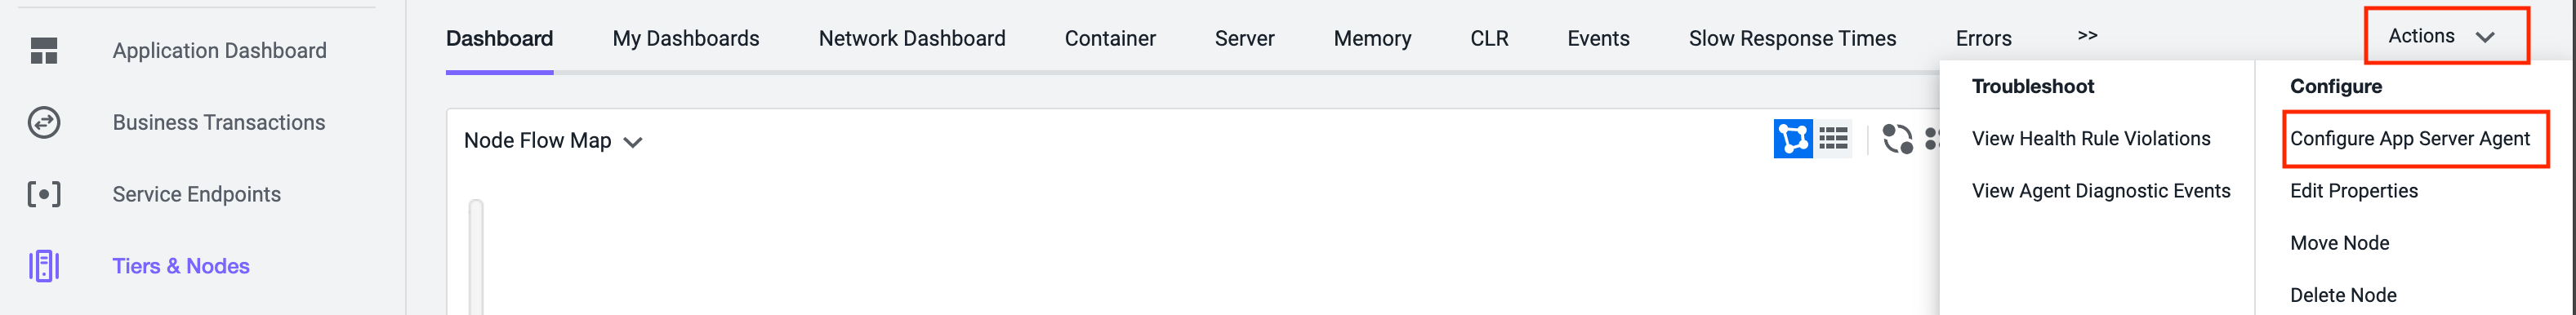 Application Dashboard
Business Transactions
Service Endpoints
Tiers & Nodes
Dashboard My Dashboards Network Dashboard Container Server Memory CLR Events Slow Response Times Errors >> Actions
Node Flow Map
Troubleshoot
View Health Rule Violations
View Agent Diagnostic Events
Configure
Configure App Server Agent
Edit Properties
Move Node
Delete Node